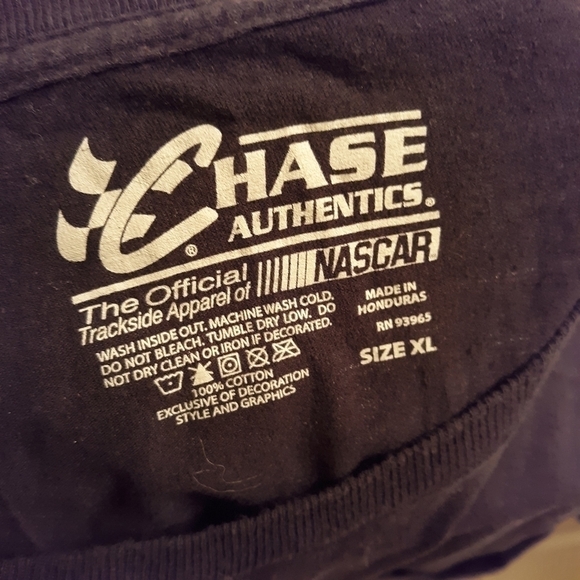 CHASE
AUTHENTICS®
®
The Official
Trackside Apparel of NASCAR
WASH INSIDE OUT. MACHINE WASH COLD.
DO NOT BLEACH. TUMBLE DRY LOW. DO
NOT DRY CLEAN OR IRON IF DECORATED.
100% COTTON
EXCLUSIVE OF DECORATION
STYLE AND GRAPHICS
MADE IN
HONDURAS
RN 93965
SIZE XL